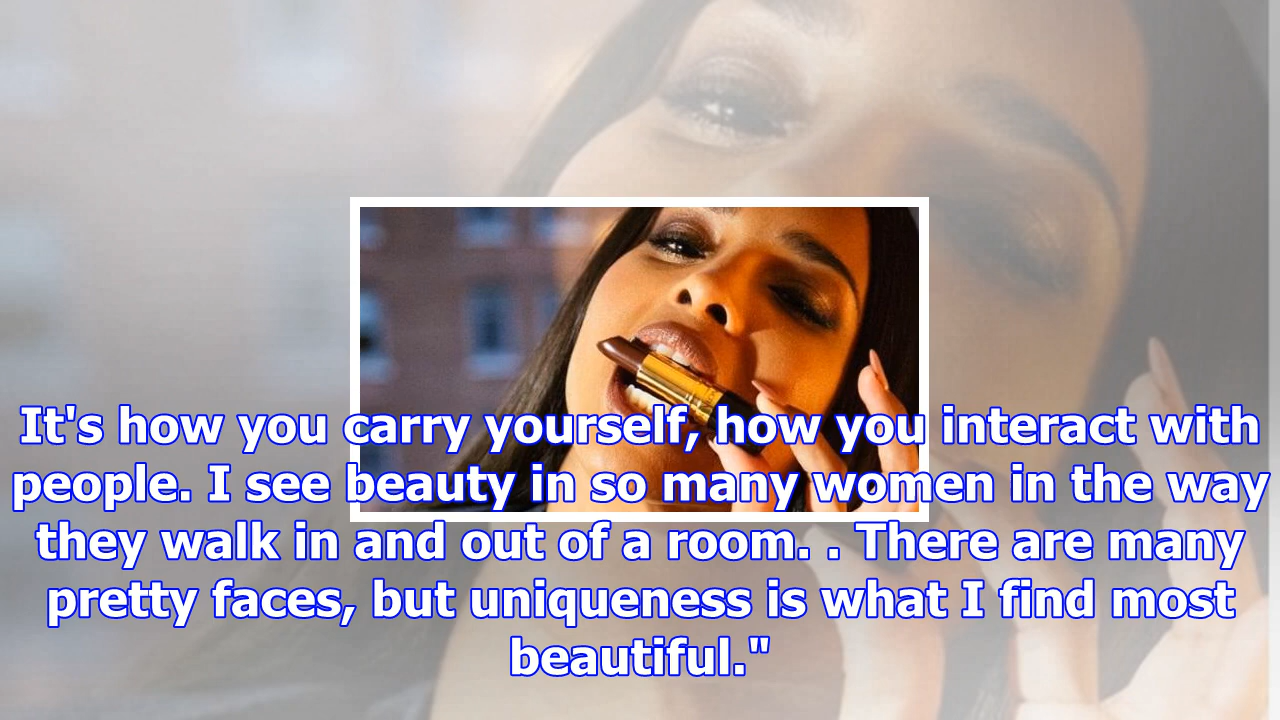 It's how you carry yourself, how you interact with
people. I see beauty in so many women in the way
they walk in and out of a room. . There are many
pretty faces, but uniqueness is what I find most
beautiful."